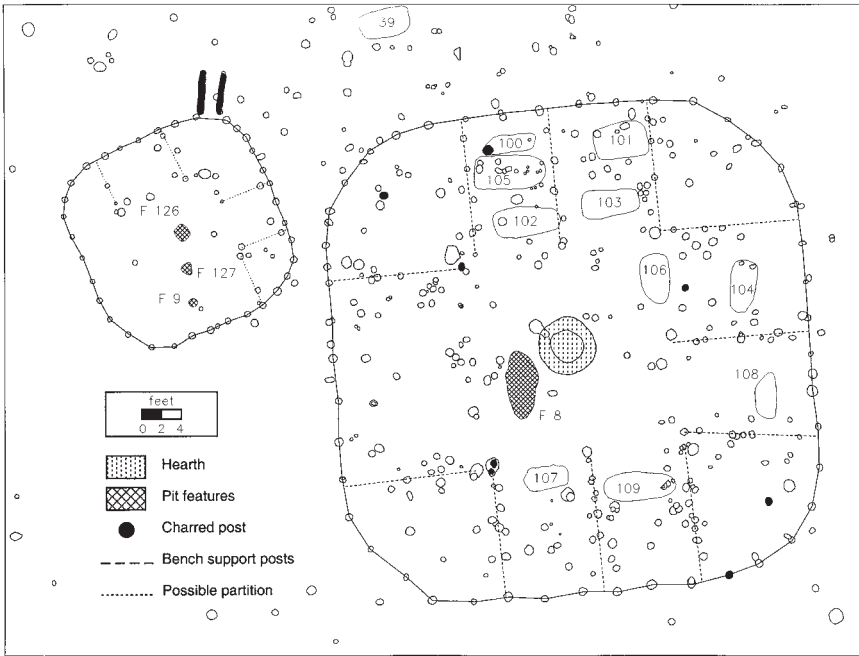 39
100
101
105
F 126
102
103
F 127
106
104
F 9
108
feet
0 2 4
F 8
Hearth
107
109
Pit features
Charred post
Bench support posts
Possible partition